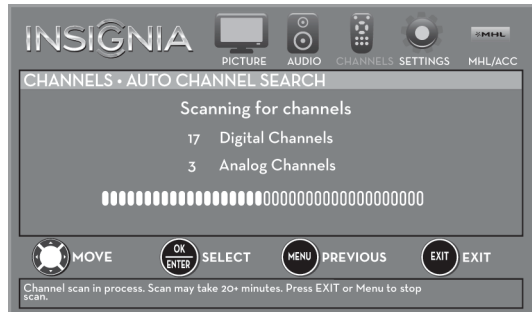 INSIGNIA
PICTURE AUDIO CHANNELS SETTINGS MHL/ACC
MHL
CHANNELS • AUTO CHANNEL SEARCH
Scanning for channels
17 Digital Channels
3 Analog Channels
MOVE OK ENTER SELECT MENU PREVIOUS EXIT EXIT
Channel scan in process. Scan may take 20+ minutes. Press EXIT or Menu to stop
scan.